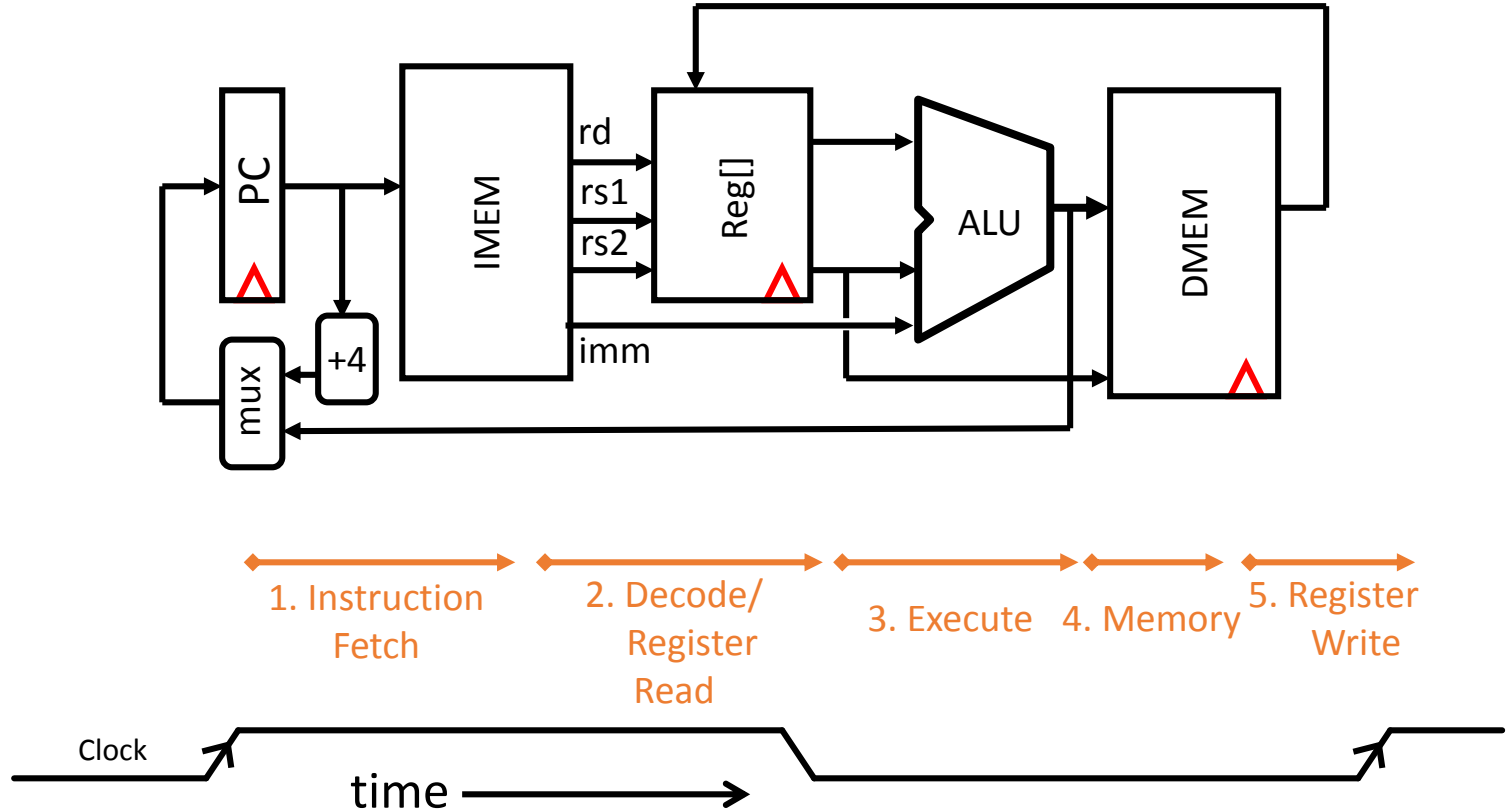 PC
+4
mux
IMEM
rd
rs1
rs2
imm
Reg[]
ALU
DMEM
1. Instruction
Fetch
2. Decode/
Register
Read
3. Execute
4. Memory
5. Register
Write
Clock
time